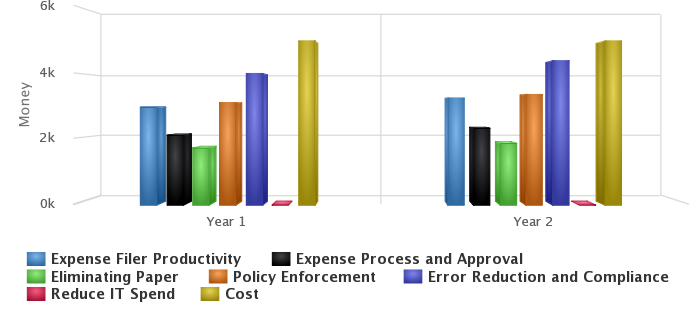 6k
4k
2k
0k
Money
Year 1 Year 2
Expense Filer Productivity Expense Process and Approval
Eliminating Paper Policy Enforcement Error Reduction and Compliance
Reduce IT Spend Cost